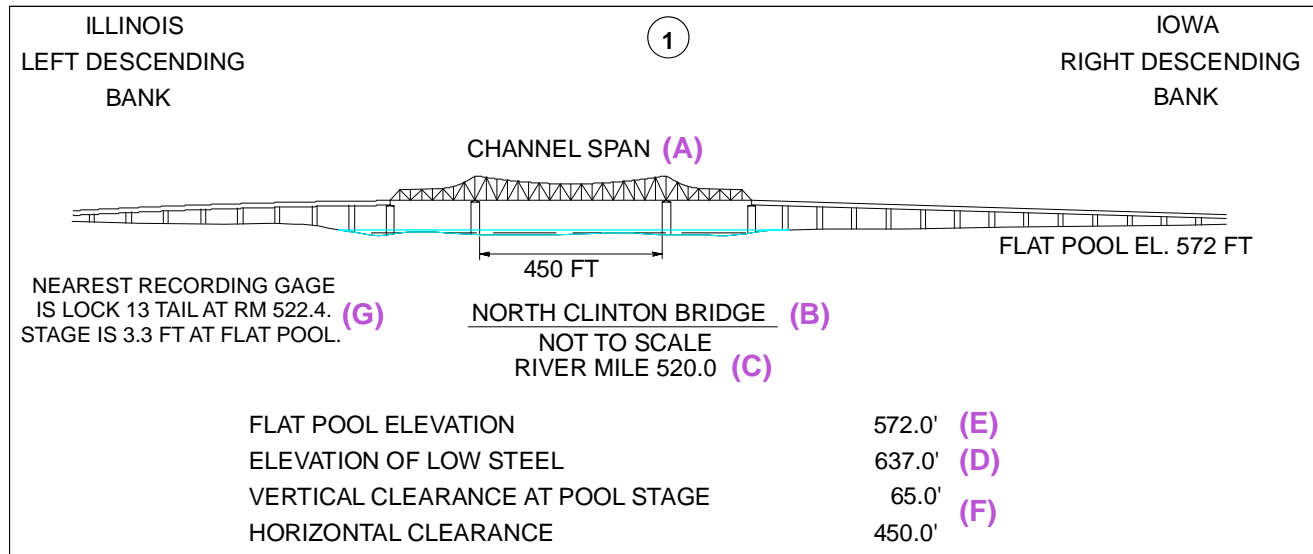 ILLINOIS
LEFT DESCENDING
BANK
1
IOWA
RIGHT DESCENDING
BANK
CHANNEL SPAN (A)
FLAT POOL EL. 572 FT
450 FT
NEAREST RECORDING GAGE
IS LOCK 13 TAIL AT RM 522.4.
STAGE IS 3.3 FT AT FLAT POOL.
(G)
NORTH CLINTON BRIDGE (B)
NOT TO SCALE
RIVER MILE 520.0 (C)
FLAT POOL ELEVATION 572.0' (E)
ELEVATION OF LOW STEEL 637.0' (D)
VERTICAL CLEARANCE AT POOL STAGE 65.0'
(F)
HORIZONTAL CLEARANCE 450.0'